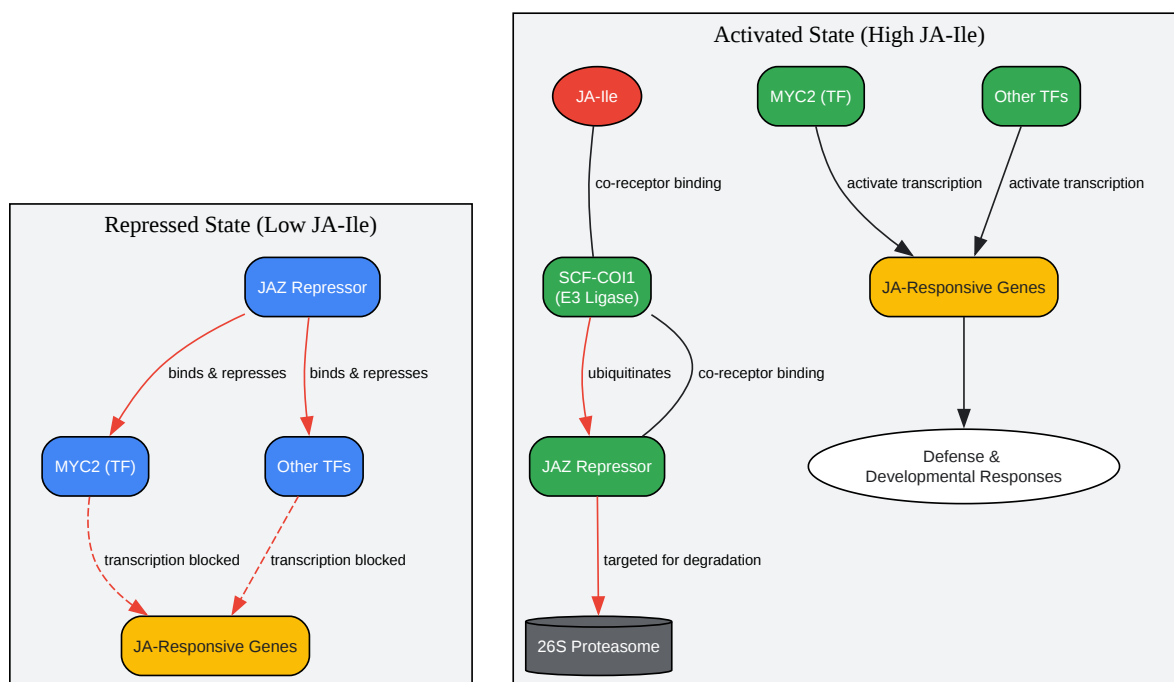 Repressed State (Low JA-Ile)
JAZ Repressor
binds & represses
binds & represses
MYC2 (TF)
Other TFs
transcription blocked
transcription blocked
JA-Responsive Genes
Activated State (High JA-Ile)
JA-Ile
MYC2 (TF)
Other TFs
co-receptor binding
activate transcription
activate transcription
SCF-COI1
(E3 Ligase)
JA-Responsive Genes
ubiquitinates
co-receptor binding
JAZ Repressor
Defense &
Developmental Responses
targeted for degradation
26S Proteasome